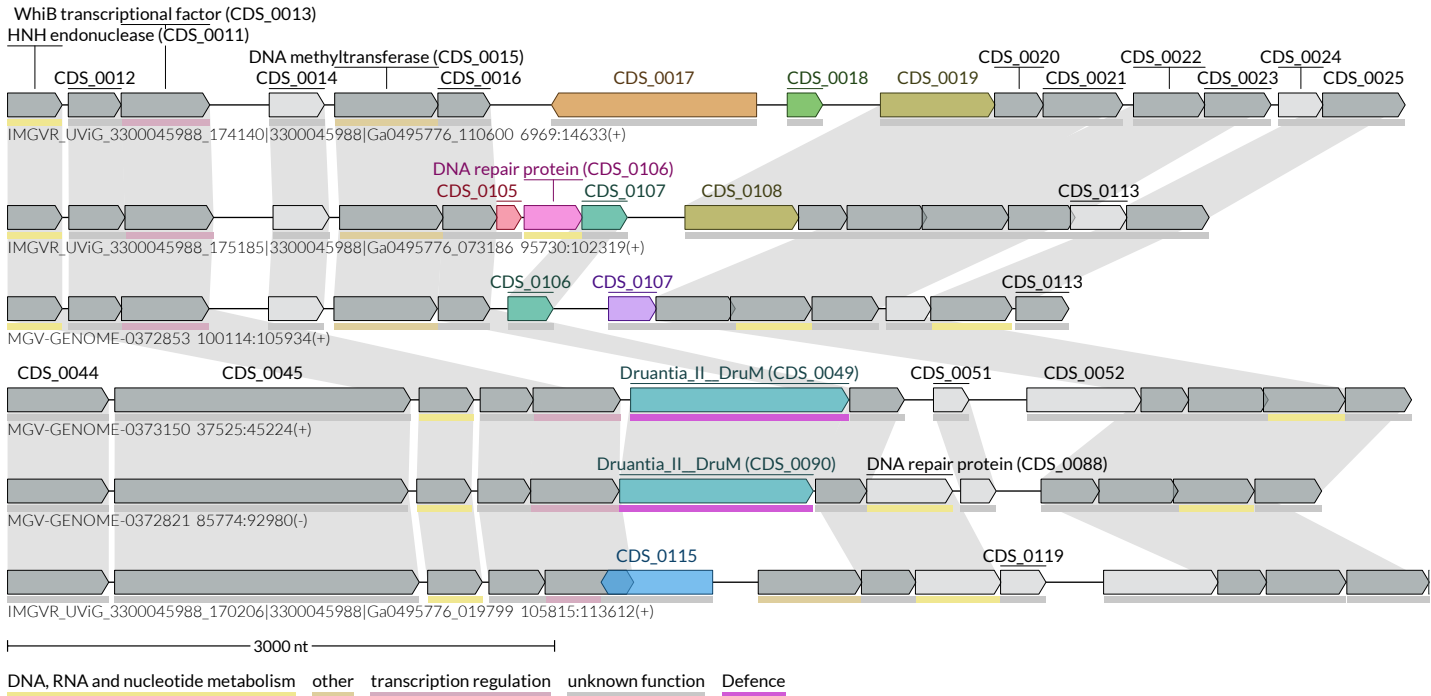 WhiB transcriptional factor (CDS_0013)
HNH endonuclease (CDS_0011)
DNA methyltransferase (CDS_0015) CDS_0020 CDS_0022 CDS_0024
CDS_0012 CDS_0014 CDS_0016 CDS_0017 CDS_0018 CDS_0019 CDS_0021 CDS_0023 CDS_0025
IMGVR_UViG_3300045988_174140|3300045988|Ga0495776_110600 6969:14633(+)
DNA repair protein (CDS_0106)
CDS_0105 CDS_0107 CDS_0108 CDS_0113
IMGVR_UViG_3300045988_175185|3300045988|Ga0495776_073186 95730:102319(+)
CDS_0106 CDS_0107 CDS_0113
MGV-GENOME-0372853 100114:105934(+)
CDS_0044 CDS_0045 Druantia_II__DruM (CDS_0049) CDS_0051 CDS_0052
MGV-GENOME-0373150 37525:45224(+)
Druantia_II__DruM (CDS_0090) DNA repair protein (CDS_0088)
MGV-GENOME-0372821 85774:92980(-)
CDS_0115 CDS_0119
IMGVR_UViG_3300045988_170206|3300045988|Ga0495776_019799 105815:113612(+)
3000 nt
DNA, RNA and nucleotide metabolism other transcription regulation unknown function Defence